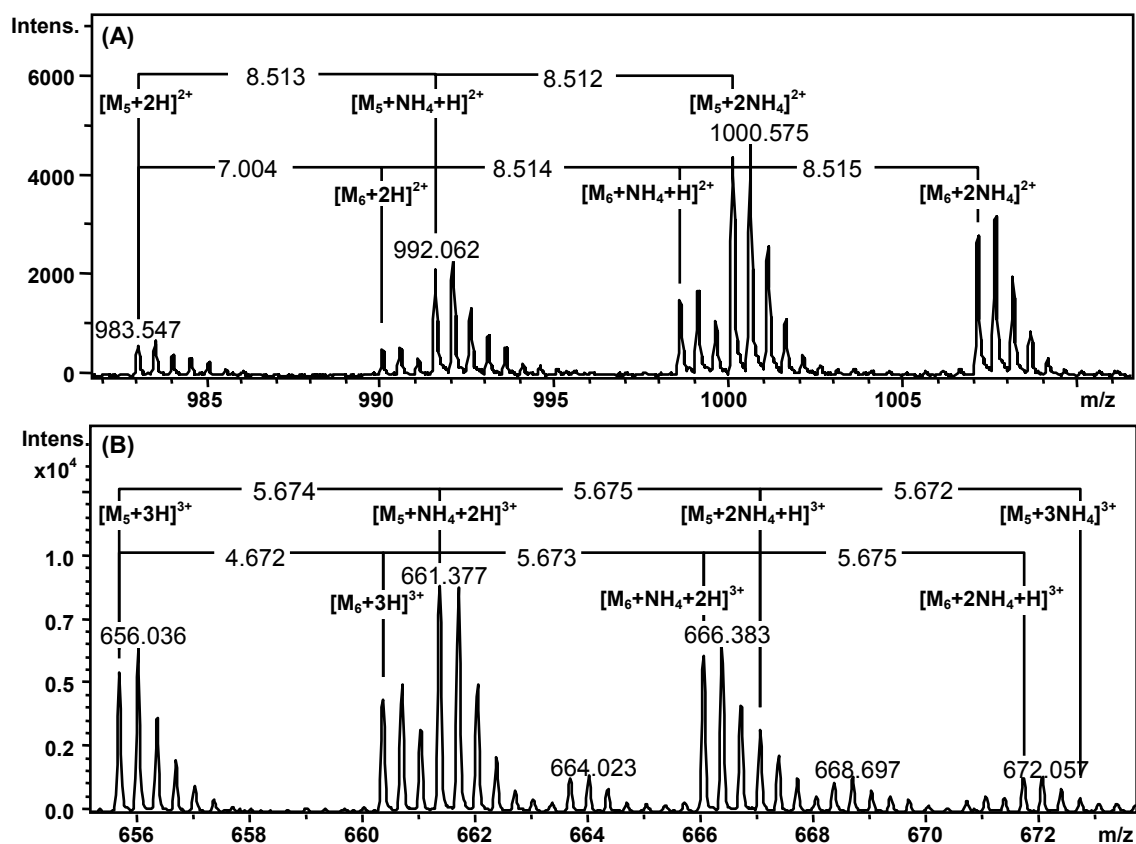 Intens.
(A)
6000
4000
2000
0
8.513
8.512
[M₅+2H]²⁺
[M₅+NH₄+H]²⁺
[M₅+2NH₄]²⁺
1000.575
7.004
8.514
8.515
[M₆+2H]²⁺
[M₆+NH₄+H]²⁺
[M₆+2NH₄]²⁺
992.062
983.547
985
990
995
1000
1005
m/z
Intens.
x10⁴
(B)
1.0
0.7
0.5
0.2
0.0
5.674
5.675
5.672
[M₅+3H]³⁺
[M₅+NH₄+2H]³⁺
[M₅+2NH₄+H]³⁺
[M₅+3NH₄]³⁺
4.672
5.673
5.675
661.377
[M₆+3H]³⁺
[M₆+NH₄+2H]³⁺
[M₆+2NH₄+H]³⁺
656.036
666.383
664.023
668.697
672.057
656
658
660
662
664
666
668
670
672
m/z